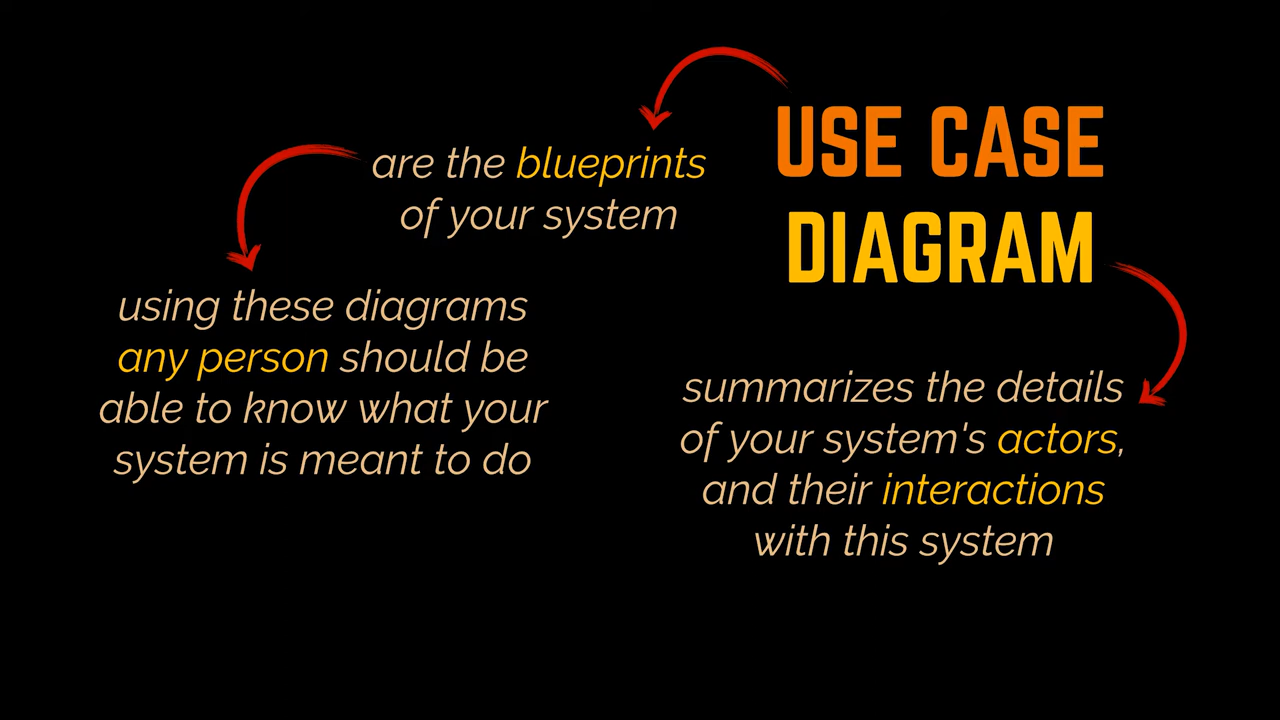 USE CASE
DIAGRAM
are the blueprints
of your system
using these diagrams
any person should be
able to know what your
system is meant to do
summarizes the details
of your system's actors,
and their interactions
with this system